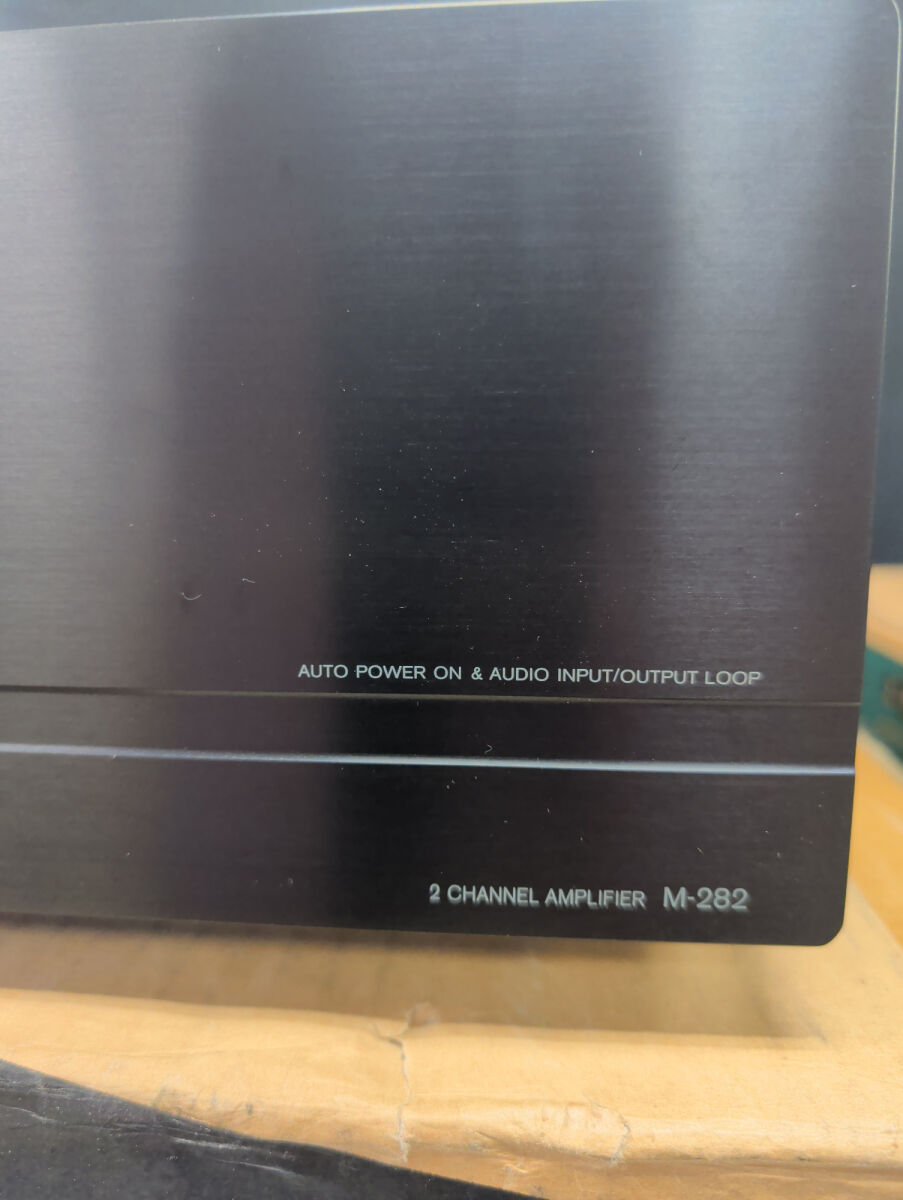 AUTO POWER ON & AUDIO INPUT/OUTPUT LOOP
2 CHANNEL AMPLIFIER M-282